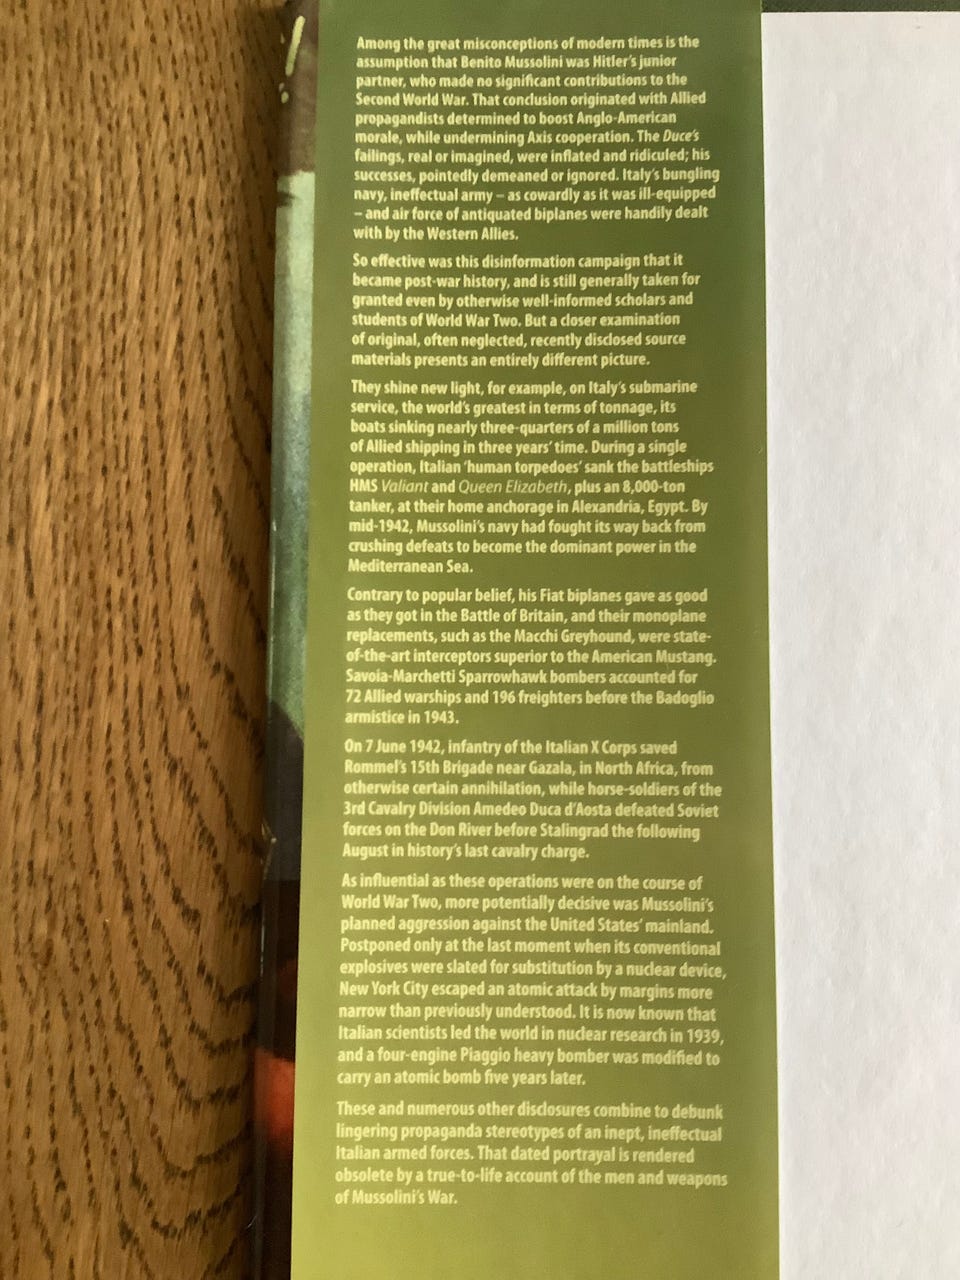 Among the great misconceptions of modern times is the
assumption that Benito Mussolini was Hitler's junior
partner, who made no significant contributions to the
Second World War. That conclusion originated with Allied
propagandists determined to boost Anglo-American
morale, while undermining Axis cooperation. The Duce's
failings, real or imagined, were inflated and ridiculed; his
successes, pointedly demeaned or ignored. Italy's bungling
navy, ineffectual army – as cowardly as it was ill-equipped
– and air force of antiquated biplanes were handily dealt
with by the Western Allies.
So effective was this disinformation campaign that it
became post-war history, and is still generally taken for
granted even by otherwise well-informed scholars and
students of World War Two. But a closer examination
of original, often neglected, recently disclosed source
materials presents an entirely different picture.
They shine new light, for example, on Italy's submarine
service, the world's greatest in terms of tonnage, its
boats sinking nearly three-quarters of a million tons
of Allied shipping in three years' time. During a single
operation, Italian 'human torpedoes' sank the battleships
HMS Valiant and Queen Elizabeth, plus an 8,000-ton
tanker, at their home anchorage in Alexandria, Egypt. By
mid-1942, Mussolini's navy had fought its way back from
crushing defeats to become the dominant power in the
Mediterranean Sea.
Contrary to popular belief, his Fiat biplanes gave as good
as they got in the Battle of Britain, and their monoplane
replacements, such as the Macchi Greyhound, were state-
of-the-art interceptors superior to the American Mustang.
Savoia-Marchetti Sparrowhawk bombers accounted for
72 Allied warships and 196 freighters before the Badoglio
armistice in 1943.
On 7 June 1942, infantry of the Italian X Corps saved
Rommel's 15th Brigade near Gazala, in North Africa, from
otherwise certain annihilation, while horse-soldiers of the
3rd Cavalry Division Amedeo Duca d'Aosta defeated Soviet
forces on the Don River before Stalingrad the following
August in history's last cavalry charge.
As influential as these operations were on the course of
World War Two, more potentially decisive was Mussolini's
planned aggression against the United States' mainland.
Postponed only at the last moment when its conventional
explosives were slated for substitution by a nuclear device,
New York City escaped an atomic attack by margins more
narrow than previously understood. It is now known that
Italian scientists led the world in nuclear research in 1939,
and a four-engine Piaggio heavy bomber was modified to
carry an atomic bomb five years later.
These and numerous other disclosures combine to debunk
lingering propaganda stereotypes of an inept, ineffectual
Italian armed forces. That dated portrayal is rendered
obsolete by a true-to-life account of the men and weapons
of Mussolini's War.